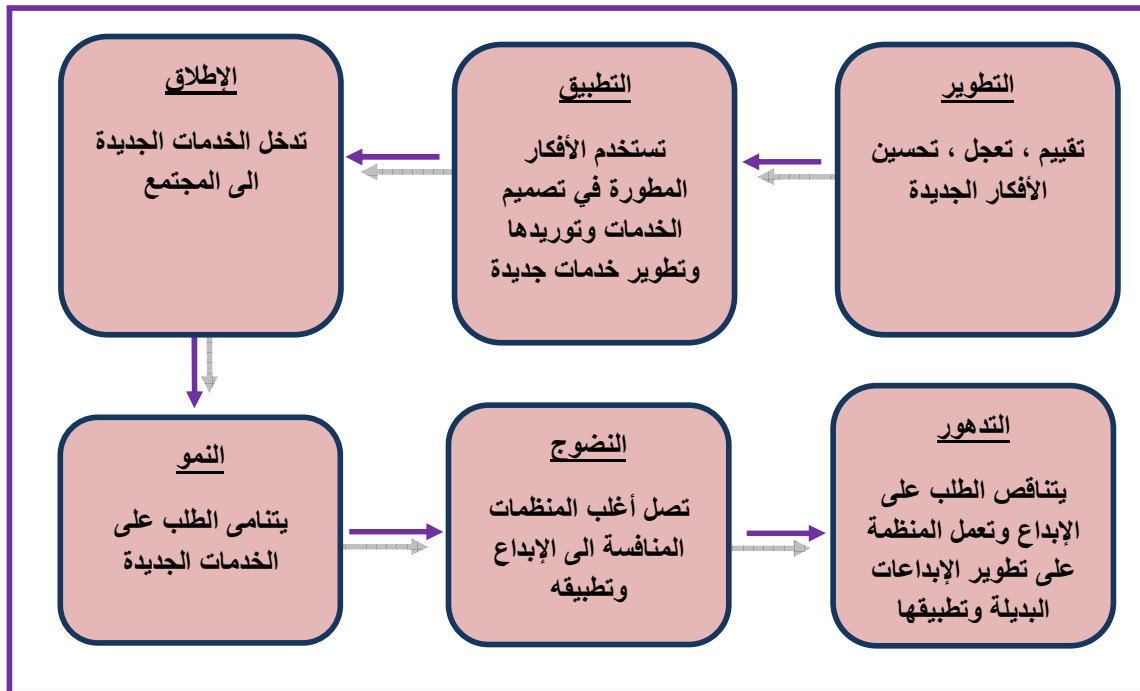 التطوير
تقييم ، تعجل ، تحسين
الأفكار الجديدة
التطبيق
تستخدم الأفكار
المطورة في تصميم
الخدمات وتوريدها
وتطوير خدمات جديدة
الإطلاق
تدخل الخدمات الجديدة
الى المجتمع
النمو
يتنامى الطلب على
الخدمات الجديدة
النضوج
تصل أغلب المنظمات
المنافسة الى الإبداع
وتطبيقه
التدهور
يتناقص الطلب على
الإبداع وتعمل المنظمة
على تطوير الإبداعات
البديلة وتطبيقها